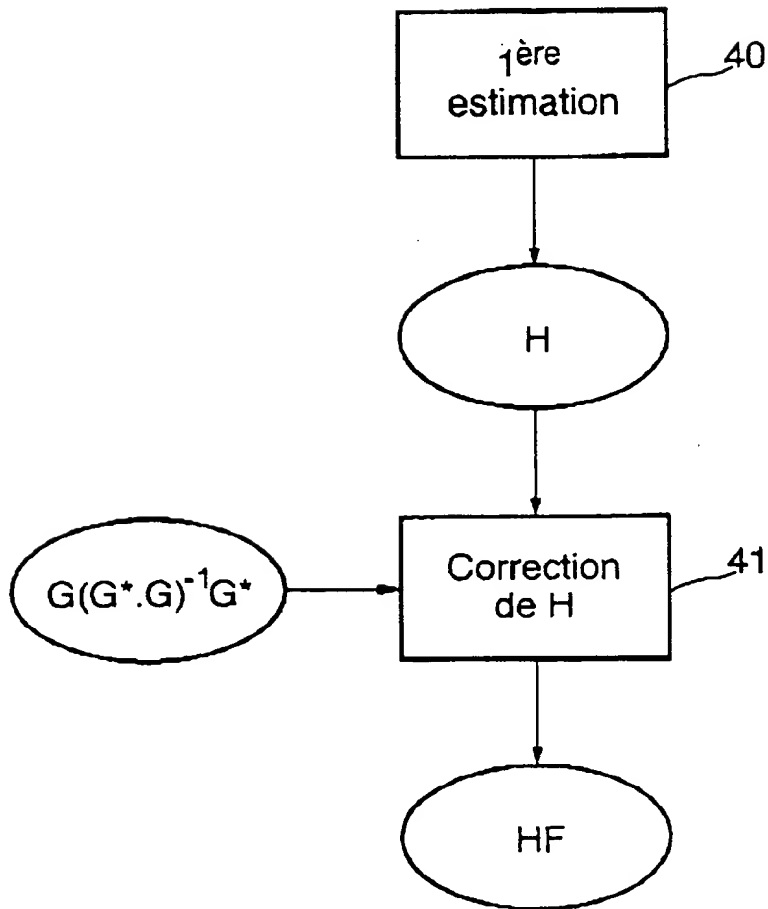 1ère
estimation
40
H
G(G*.G)⁻¹G*
Correction
de H
41
HF